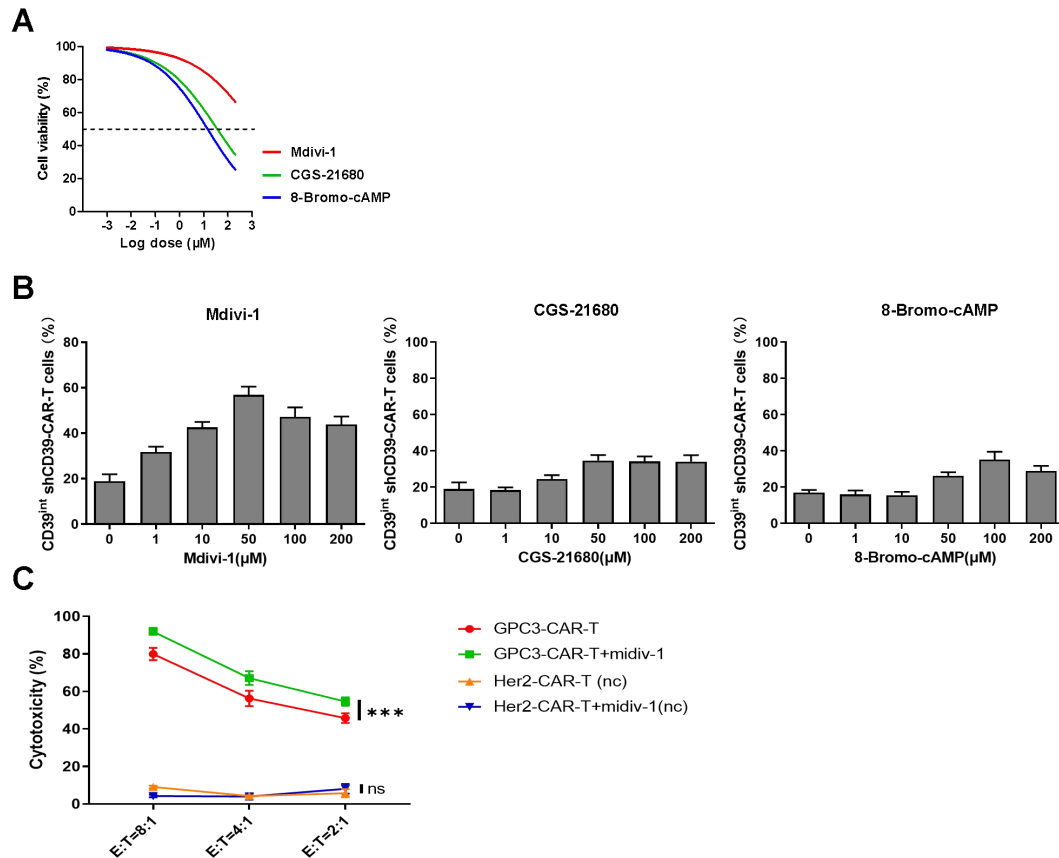 A
Cell viability (%)
100
80
60
40
20
0
-3 -2 -1 0 1 2 3
Log dose (µM)
Mdivi-1
CGS-21680
8-Bromo-cAMP
B
Mdivi-1
CD39int shCD39-CAR-T cells (%)
80
60
40
20
0
0 1 10 50 100 200
Mdivi-1(µM)
CGS-21680
CD39int shCD39-CAR-T cells (%)
100
80
60
40
20
0
0 1 10 50 100 200
CGS-21680(µM)
8-Bromo-cAMP
CD39int shCD39-CAR-T cells (%)
100
80
60
40
20
0
0 1 10 50 100 200
8-Bromo-cAMP(µM)
C
Cytotoxicity (%)
100
80
60
40
20
0
E:T=8:1
E:T=4:1
E:T=2:1
***
ns
GPC3-CAR-T
GPC3-CAR-T+midiv-1
Her2-CAR-T (nc)
Her2-CAR-T+midiv-1(nc)